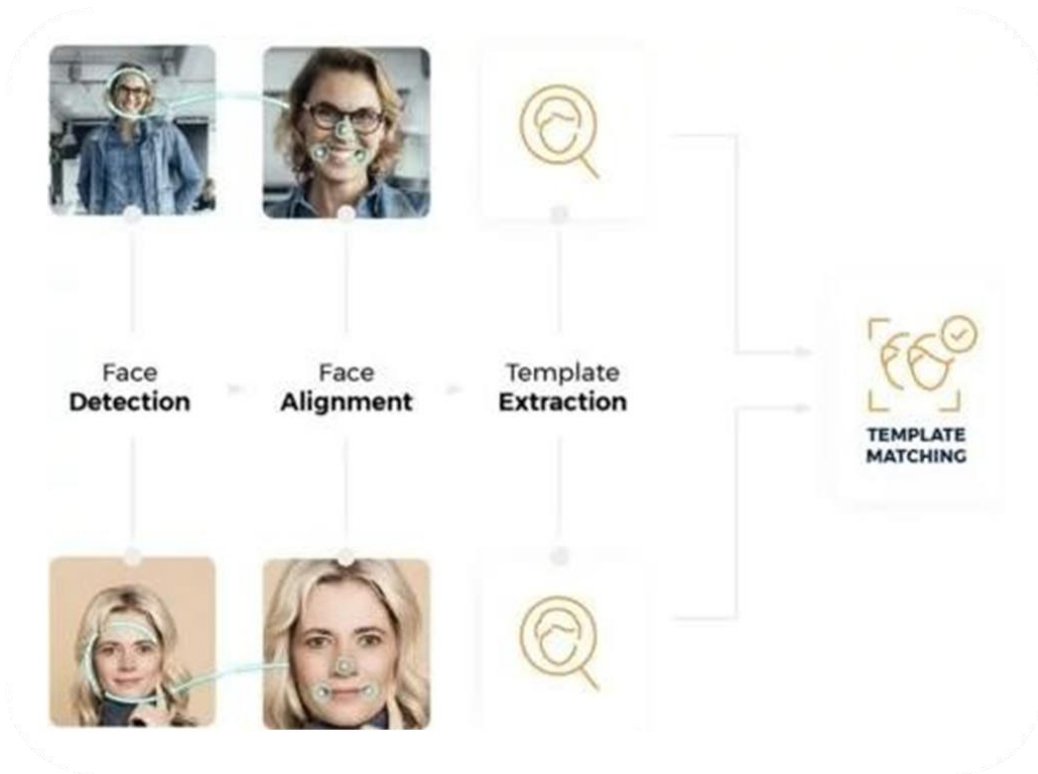 Face
Detection
Face
Alignment
Template
Extraction
TEMPLATE
MATCHING